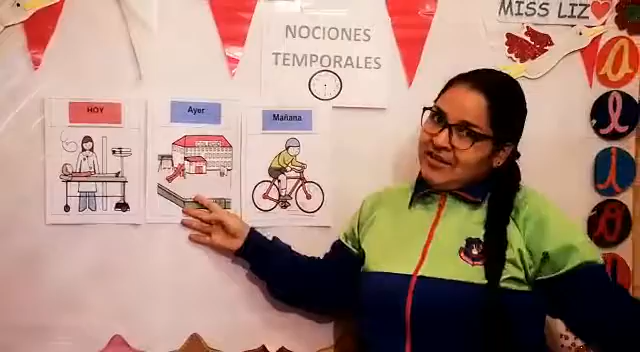 NOCIONES
TEMPORALES
MISS LIZ
HOY
Ayer
Mañana
a
e
i
o